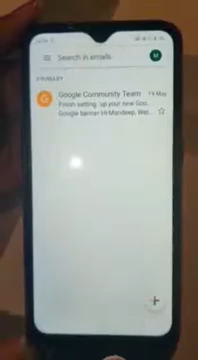 Search in emails
M
PRIMARY
G
Google Community Team 19 May
Finish setting up your new Goo...
Google banner Hi Mandeep, Wel...